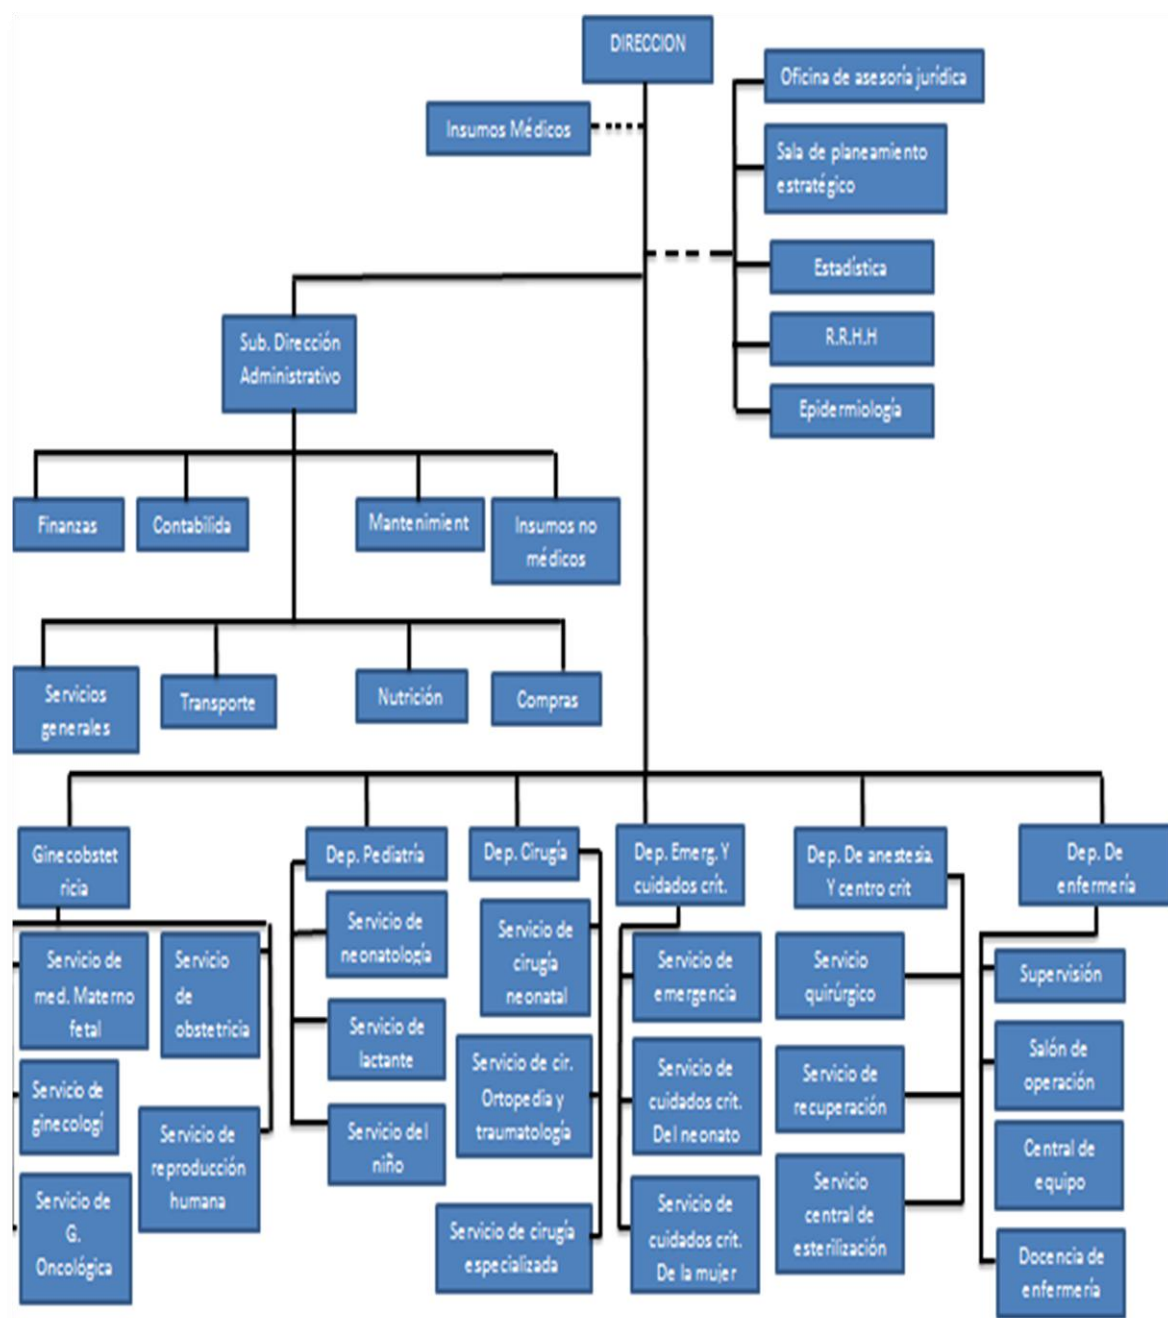 DIRECCION
Oficina de asesoría jurídica
Insumos Médicos
Sala de planeamiento
estratégico
Estadística
R.R.H.H
Epidermiología
Sub. Dirección
Administrativo
Finanzas
Contabilida
Mantenimient
Insumos no
médicos
Servicios
generales
Transporte
Nutrición
Compras
Ginecobstet
ricia
Dep. Pediatría
Dep. Cirugía
Dep. Emerg. Y
cuidados crít.
Dep. De anestesia.
Y centro crit
Dep. De
enfermería
Servicio de
med. Materno
fetal
Servicio
de
obstetricia
Servicio de
ginecologí
Servicio de
reproducción
humana
Servicio de
G.
Oncológica
Servicio de
neonatología
Servicio de
lactante
Servicio del
niño
Servicio de
cirugía
neonatal
Servicio de cir.
Ortopedia y
traumatología
Servicio de cirugía
especializada
Servicio de
emergencia
Servicio de
cuidados crit.
Del neonato
Servicio de
cuidados crit.
De la mujer
Servicio
quirúrgico
Servicio de
recuperación
Servicio
central de
esterilización
Supervisión
Salón de
operación
Central de
equipo
Docencia de
enfermería